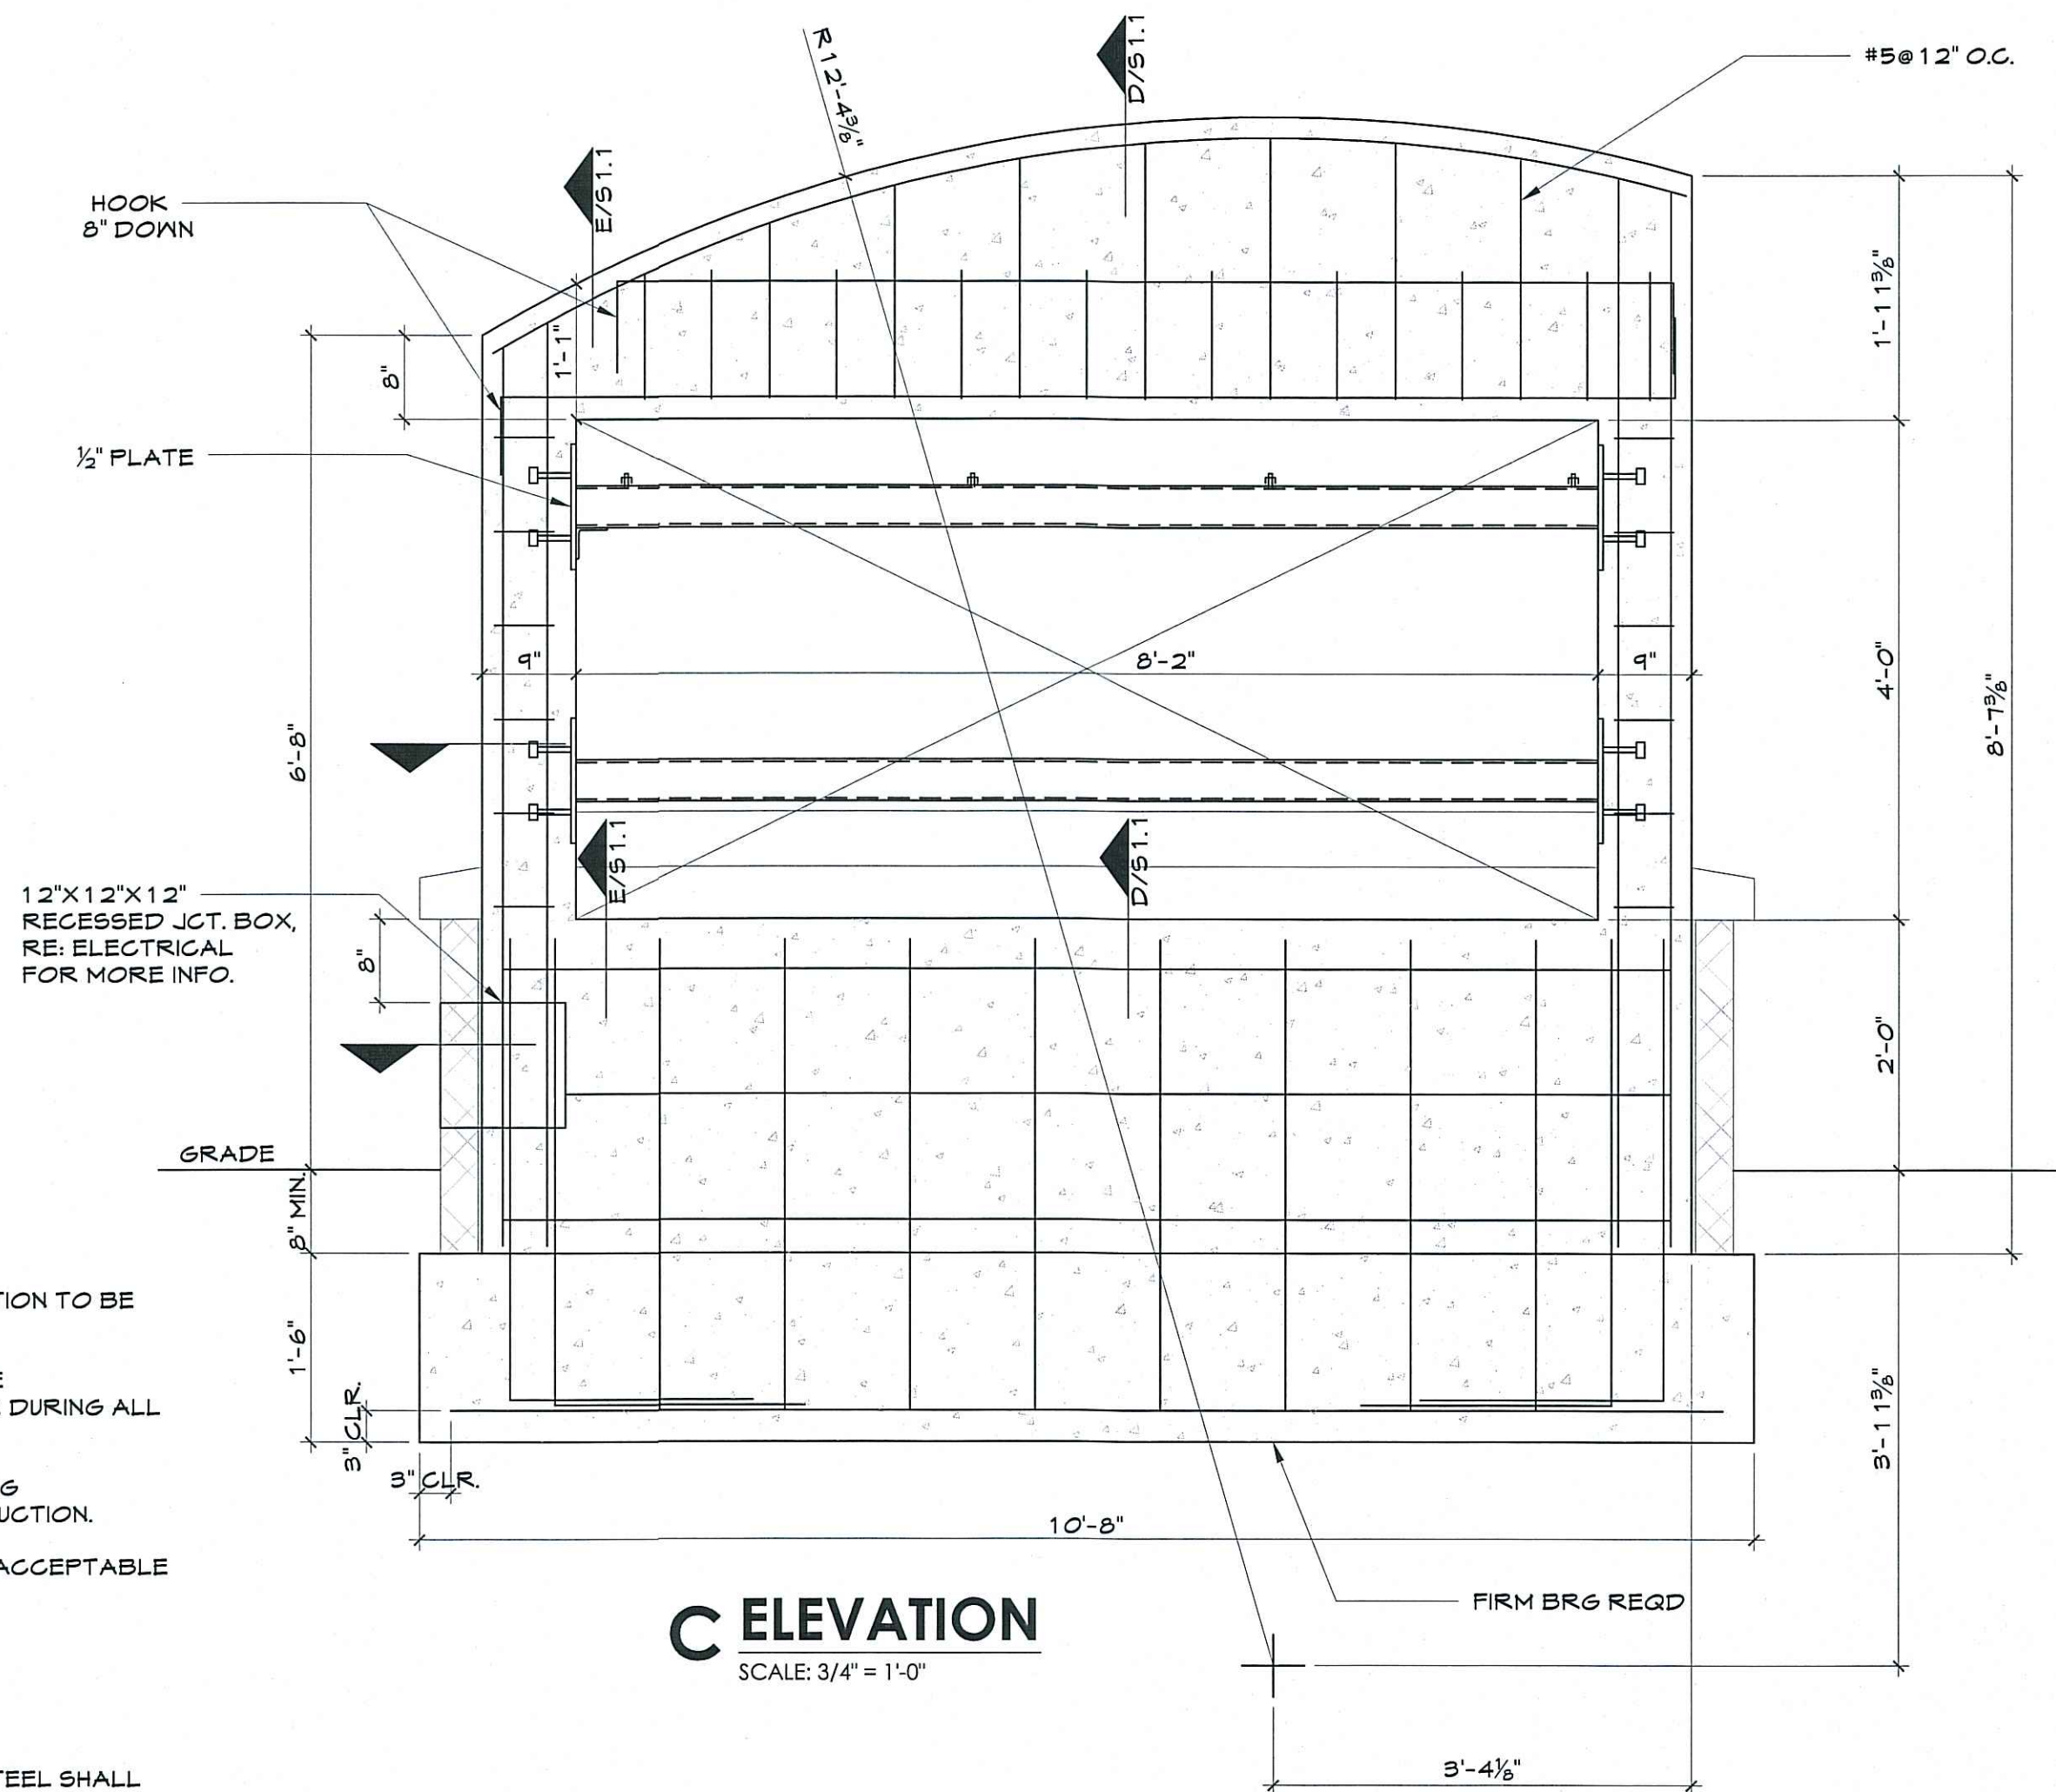 R12'-4⅜"
D/S1.1
#5@12" O.C.
E/S1.1
HOOK
8" DOWN
1'-11⅜"
1'-1"
8"
½" PLATE
9"
8'-2"
9"
4'-0"
8'-7⅜"
6'-8"
E/S1.1
D/S1.1
12"X12"X12"
RECESSED JCT. BOX,
RE: ELECTRICAL
FOR MORE INFO.
8"
2'-0"
GRADE
8" MIN.
TION TO BE
1'-6"
E
DURING ALL
3" CLR.
3'-11⅜"
3" CLR.
G
UCTION.
10'-8"
ACCEPTABLE
FIRM BRG REQD
C ELEVATION
SCALE: 3/4" = 1'-0"
3'-4⅛"
TEEL SHALL